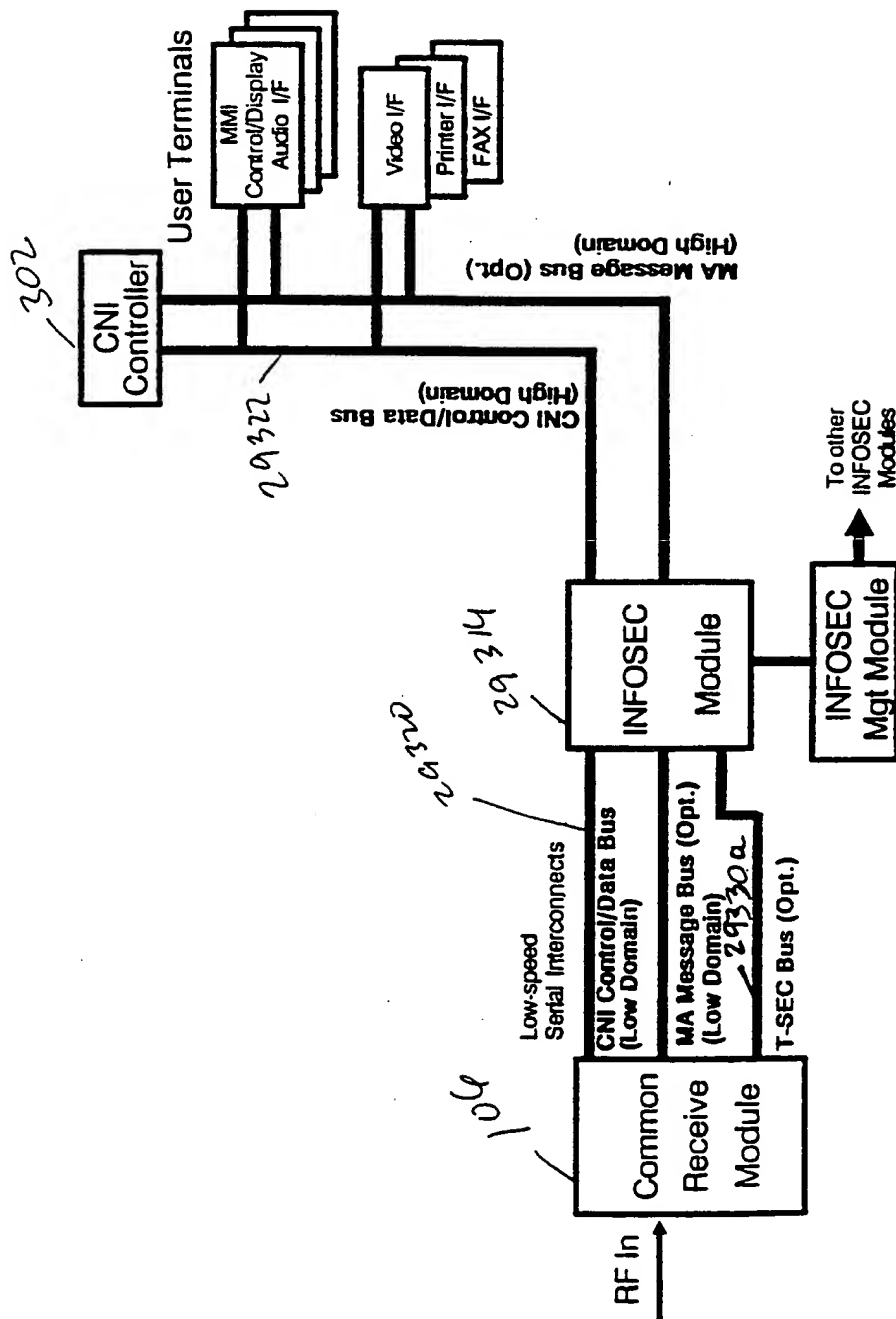 RF In
104
Common
Receive
Module
Low-speed
Serial Interconnects
CNI Control/Data Bus
(Low Domain)
29320
MA Message Bus (Opt.)
(Low Domain)
29330a
T-SEC Bus (Opt.)
29314
INFOSEC
Module
INFOSEC
Mgt Module
To other
INFOSEC
Modules
CNI Control/Data Bus
(High Domain)
29322
MA Message Bus (Opt.)
(High Domain)
302
CNI
Controller
User Terminals
MMI
Control/Display
Audio I/F
Video I/F
Printer I/F
FAX I/F